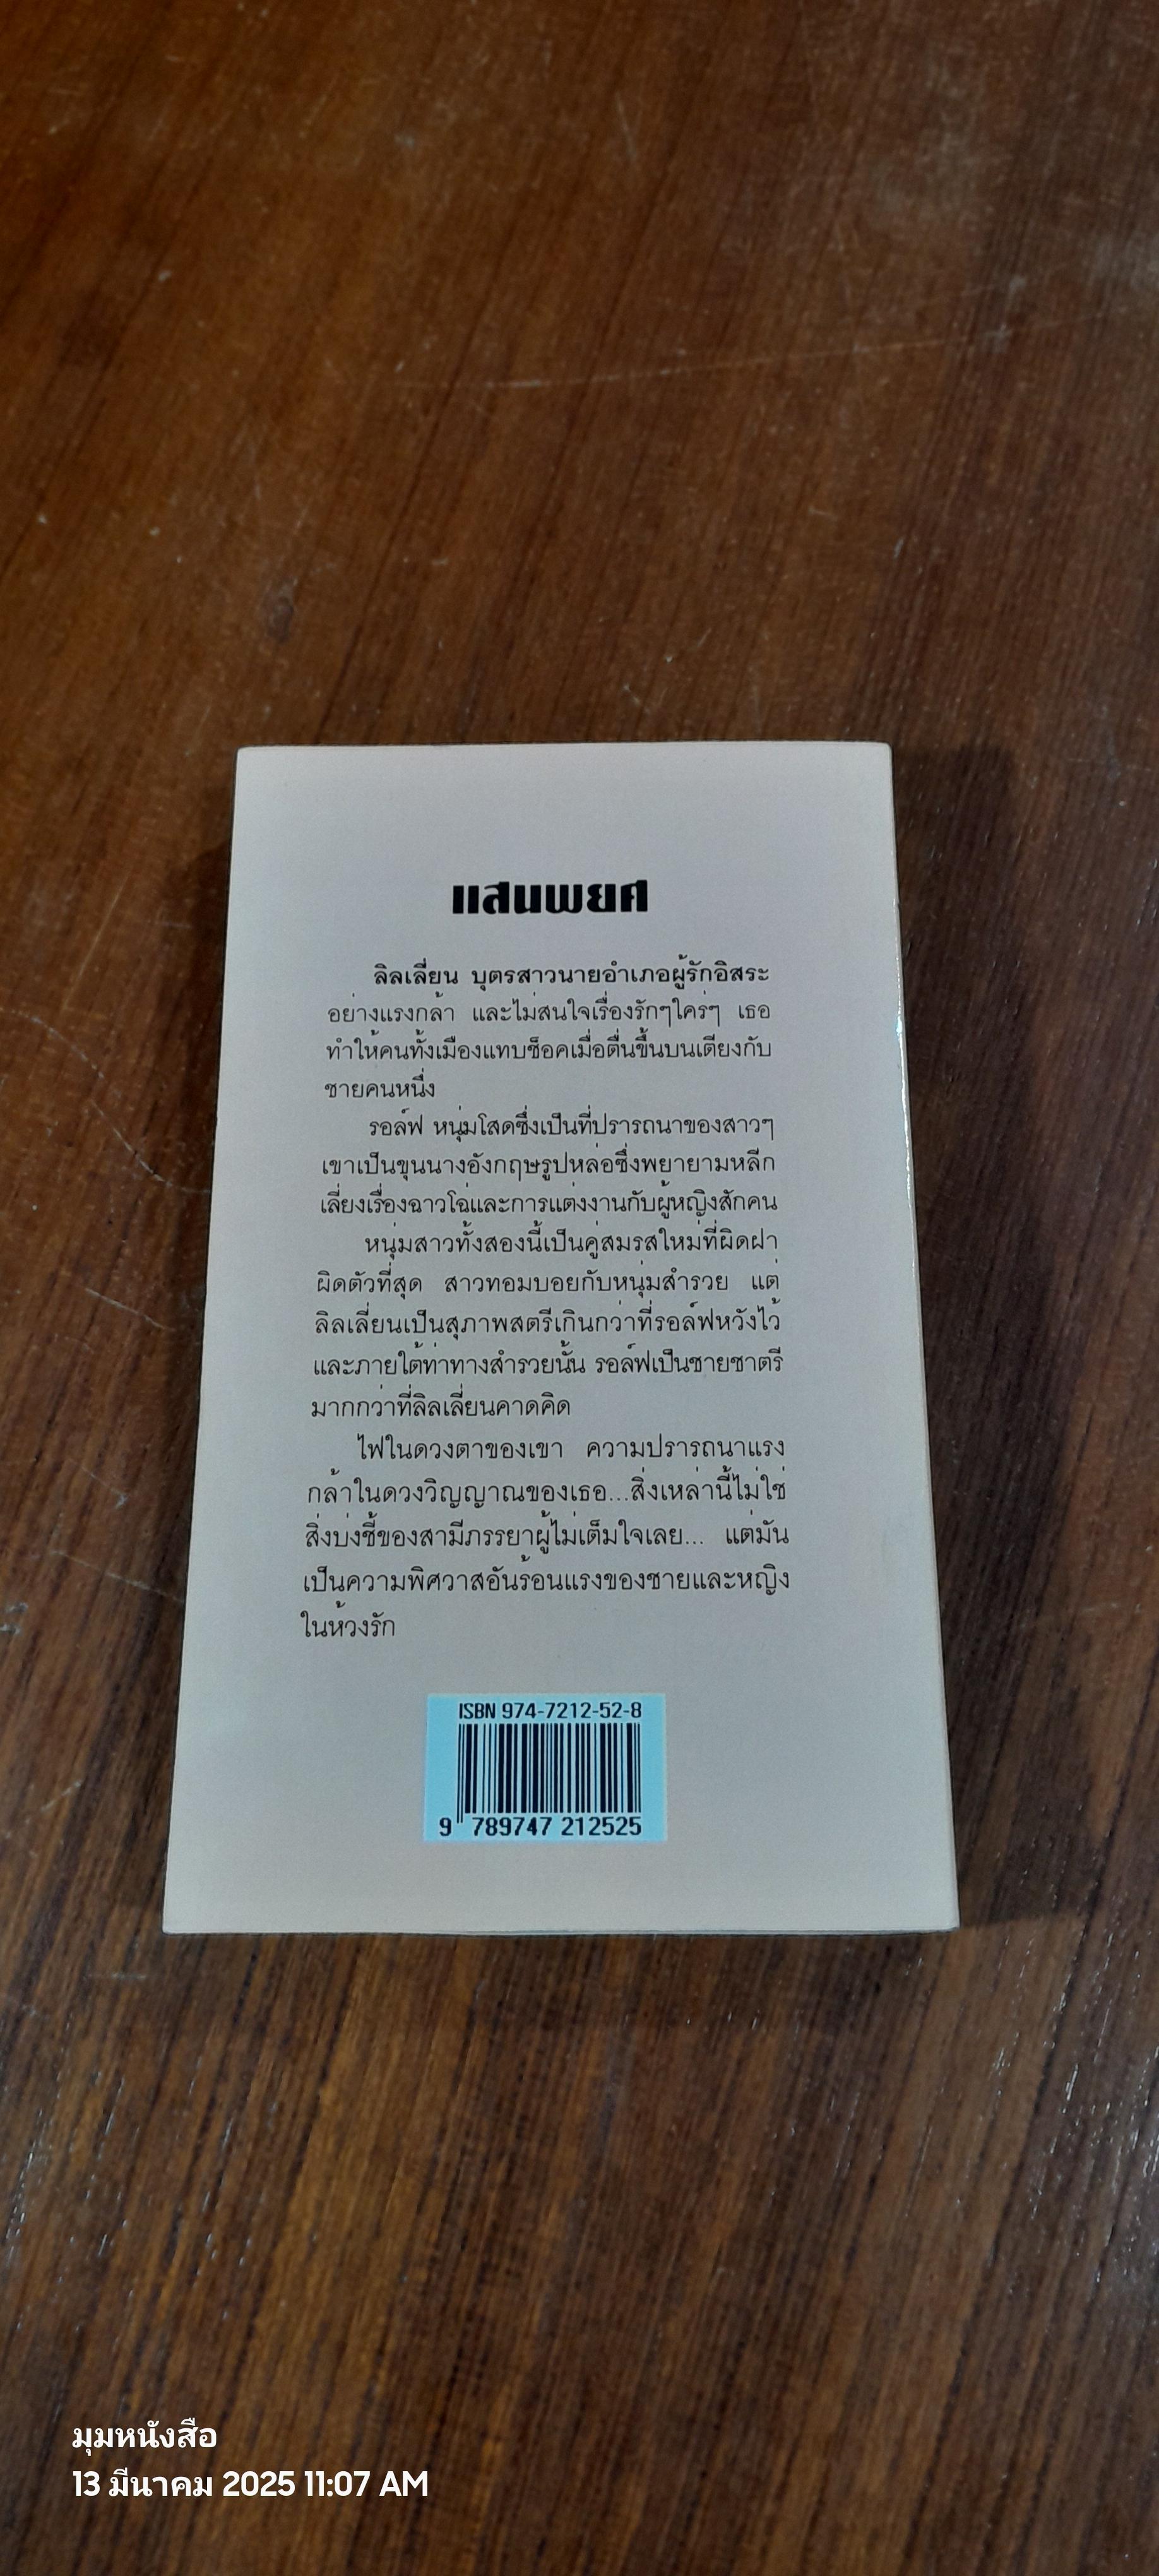 แสนพยศ
ลิลเลี่ยน บุตรสาวนายอำเภอผู้รักอิสระ
อย่างแรงกล้า และไม่สนใจเรื่องรักๆใคร่ๆ เธอ
ทำให้คนทั้งเมืองแทบช็อคเมื่อตื่นขึ้นบนเตียงกับ
ชายคนหนึ่ง
รอล์ฟ หนุ่มโสดซึ่งเป็นที่ปรารถนาของสาวๆ
เขาเป็นขุนนางอังกฤษรูปหล่อซึ่งพยายามหลีก
เลี่ยงเรื่องฉาวโฉ่และการแต่งงานกับผู้หญิงสักคน
หนุ่มสาวทั้งสองนี้เป็นคู่สมรสใหม่ที่ผิดฝา
ผิดตัวที่สุด สาวทอมบอยกับหนุ่มสำรวย แต่
ลิลเลี่ยนเป็นสุภาพสตรีเกินกว่าที่รอล์ฟหวังไว้
และภายใต้ท่าทางสำรวยนั้น รอล์ฟเป็นชายชาตรี
มากกว่าที่ลิลเลี่ยนคาดคิด
ไฟในดวงตาของเขา ความปรารถนาแรง
กล้าในดวงวิญญาณของเธอ...สิ่งเหล่านี้ไม่ใช่
สิ่งบ่งชี้ของสามีภรรยาผู้ไม่เต็มใจเลย... แต่มัน
เป็นความพิศวาสอันร้อนแรงของชายและหญิง
ในห้วงรัก
ISBN 974-7212-52-8
9 789747 212525
มุมหนังสือ
13 มีนาคม 2025 11:07 AM